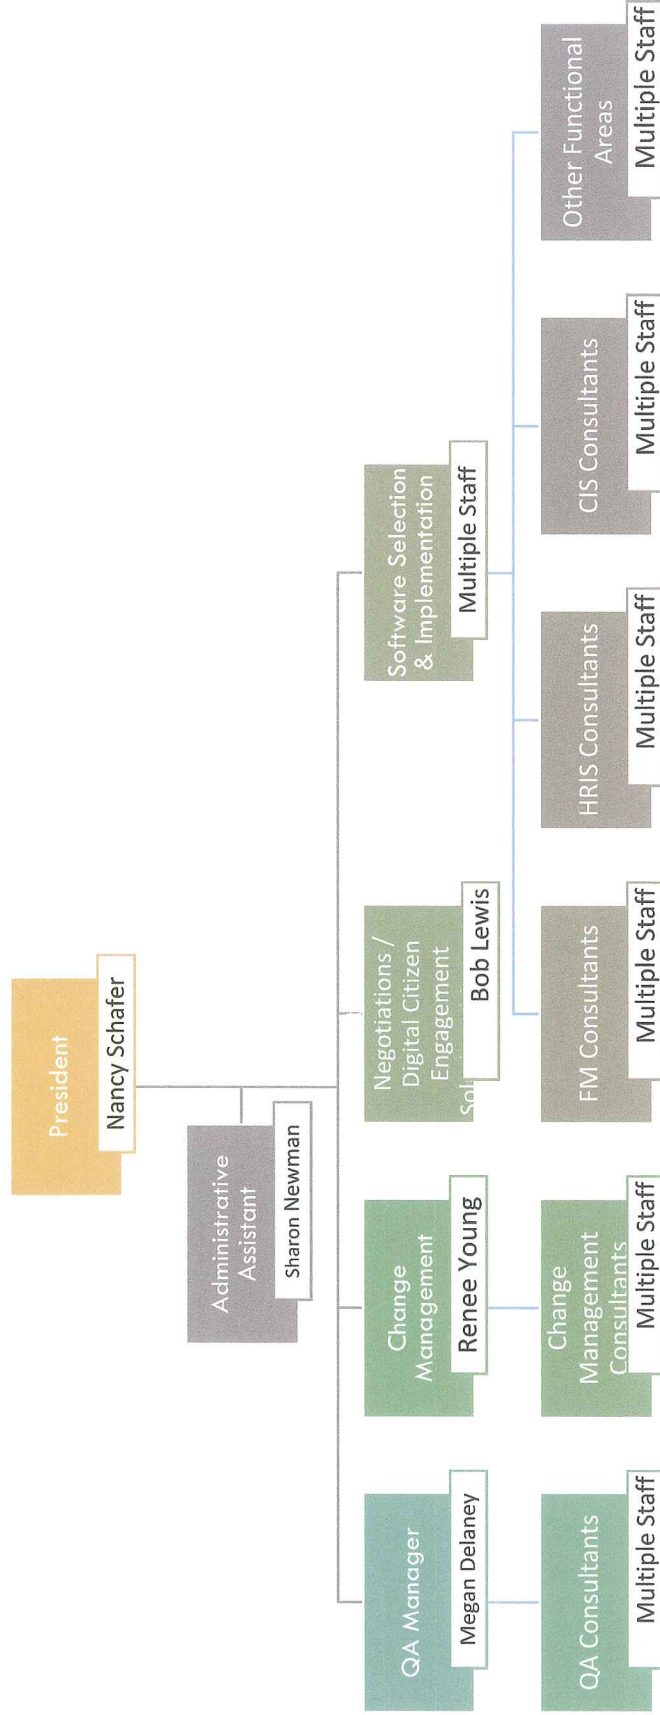 President
Nancy Schafer
Administrative
Assistant
Sharon Newman
QA Manager
Megan Delaney
Change
Management
Renee Young
Negotiations /
Digital Citizen
Engagement
Bob Lewis
Software Selection
& Implementation
Multiple Staff
QA Consultants
Multiple Staff
Change
Management
Consultants
Multiple Staff
FM Consultants
Multiple Staff
HRIS Consultants
Multiple Staff
CIS Consultants
Multiple Staff
Other Functional
Areas
Multiple Staff